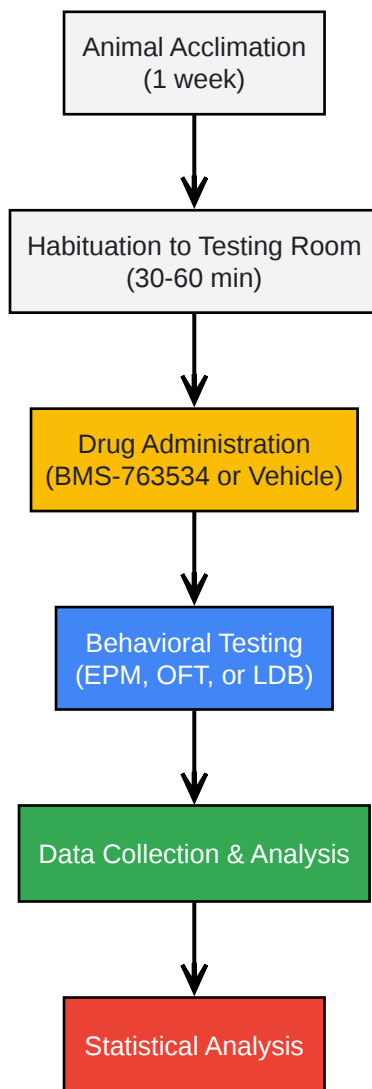 Animal Acclimation
(1 week)
Habituation to Testing Room
(30-60 min)
Drug Administration
(BMS-763534 or Vehicle)
Behavioral Testing
(EPM, OFT, or LDB)
Data Collection & Analysis
Statistical Analysis